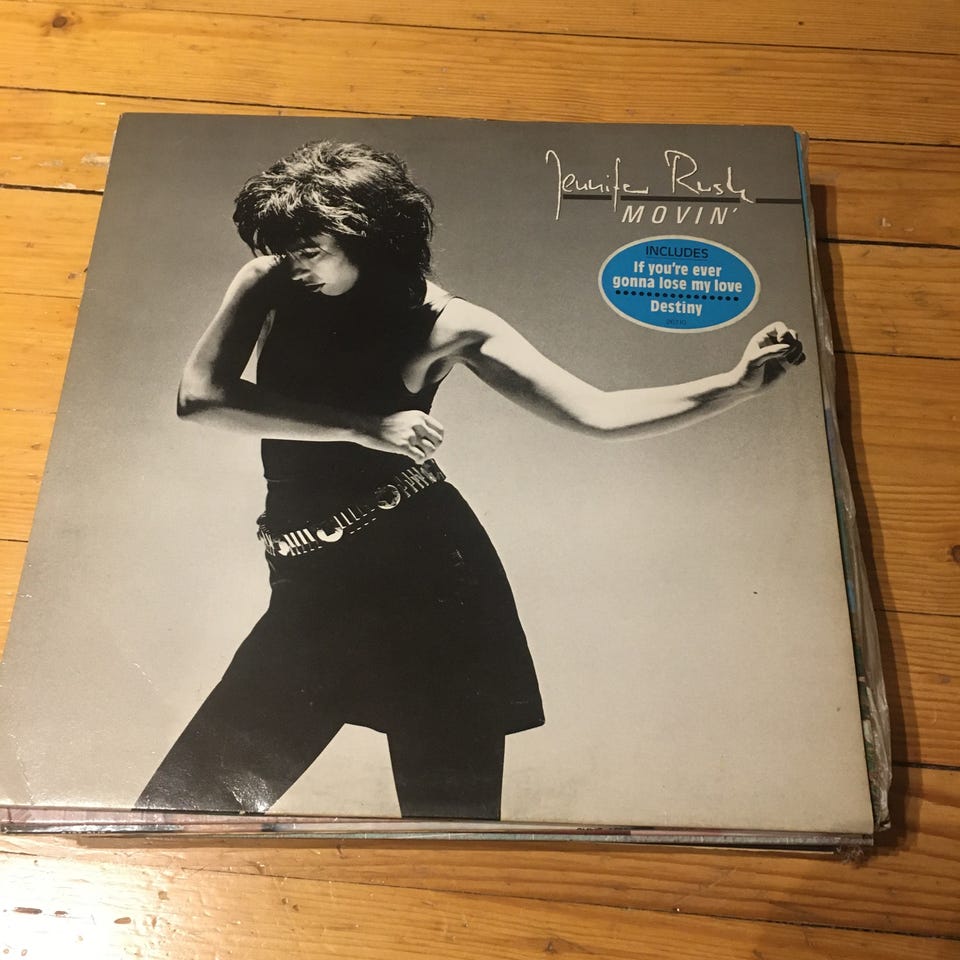 Jennifer Rush
MOVIN'
INCLUDES
If you're ever
gonna lose my love
Destiny